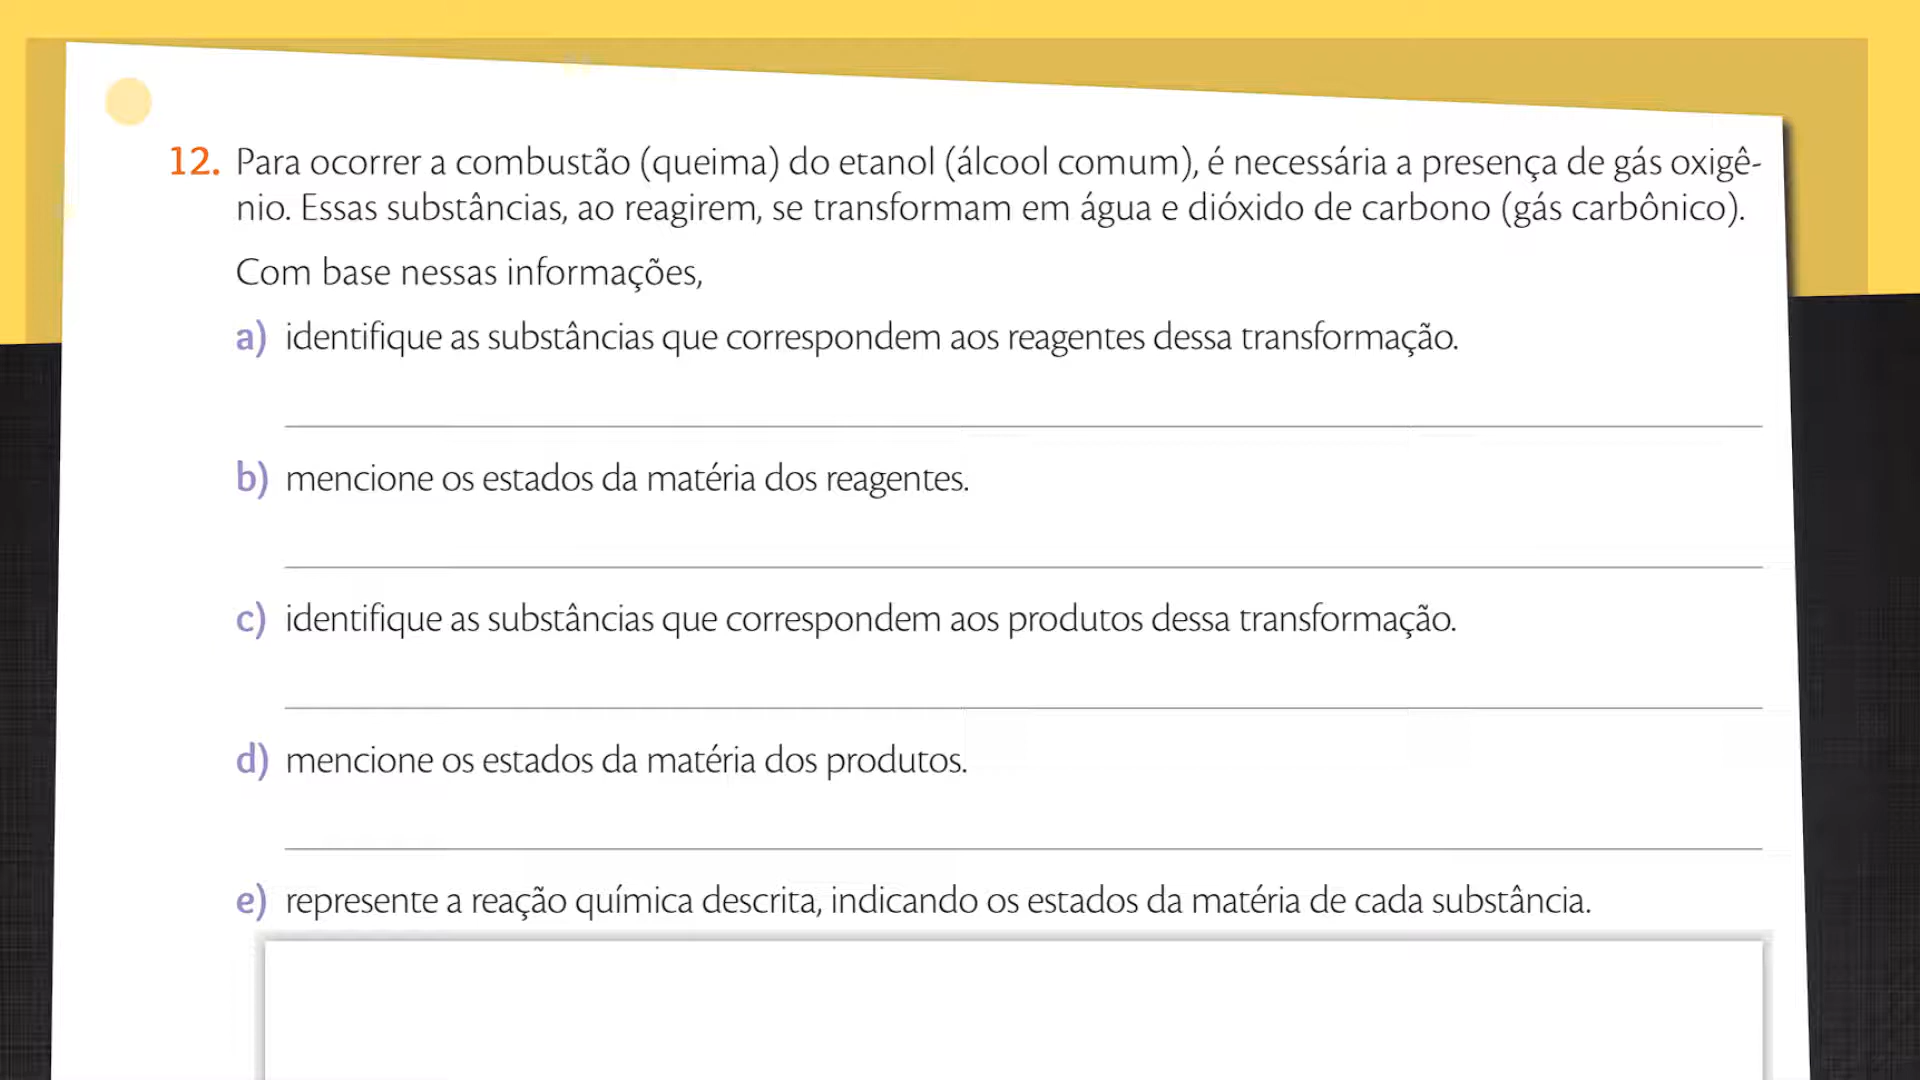 12. Para ocorrer a combustão (queima) do etanol (álcool comum), é necessária a presença de gás oxigê-
nio. Essas substâncias, ao reagirem, se transformam em água e dióxido de carbono (gás carbônico).
Com base nessas informações,
a) identifique as substâncias que correspondem aos reagentes dessa transformação.
b) mencione os estados da matéria dos reagentes.
c) identifique as substâncias que correspondem aos produtos dessa transformação.
d) mencione os estados da matéria dos produtos.
e) represente a reação química descrita, indicando os estados da matéria de cada substância.